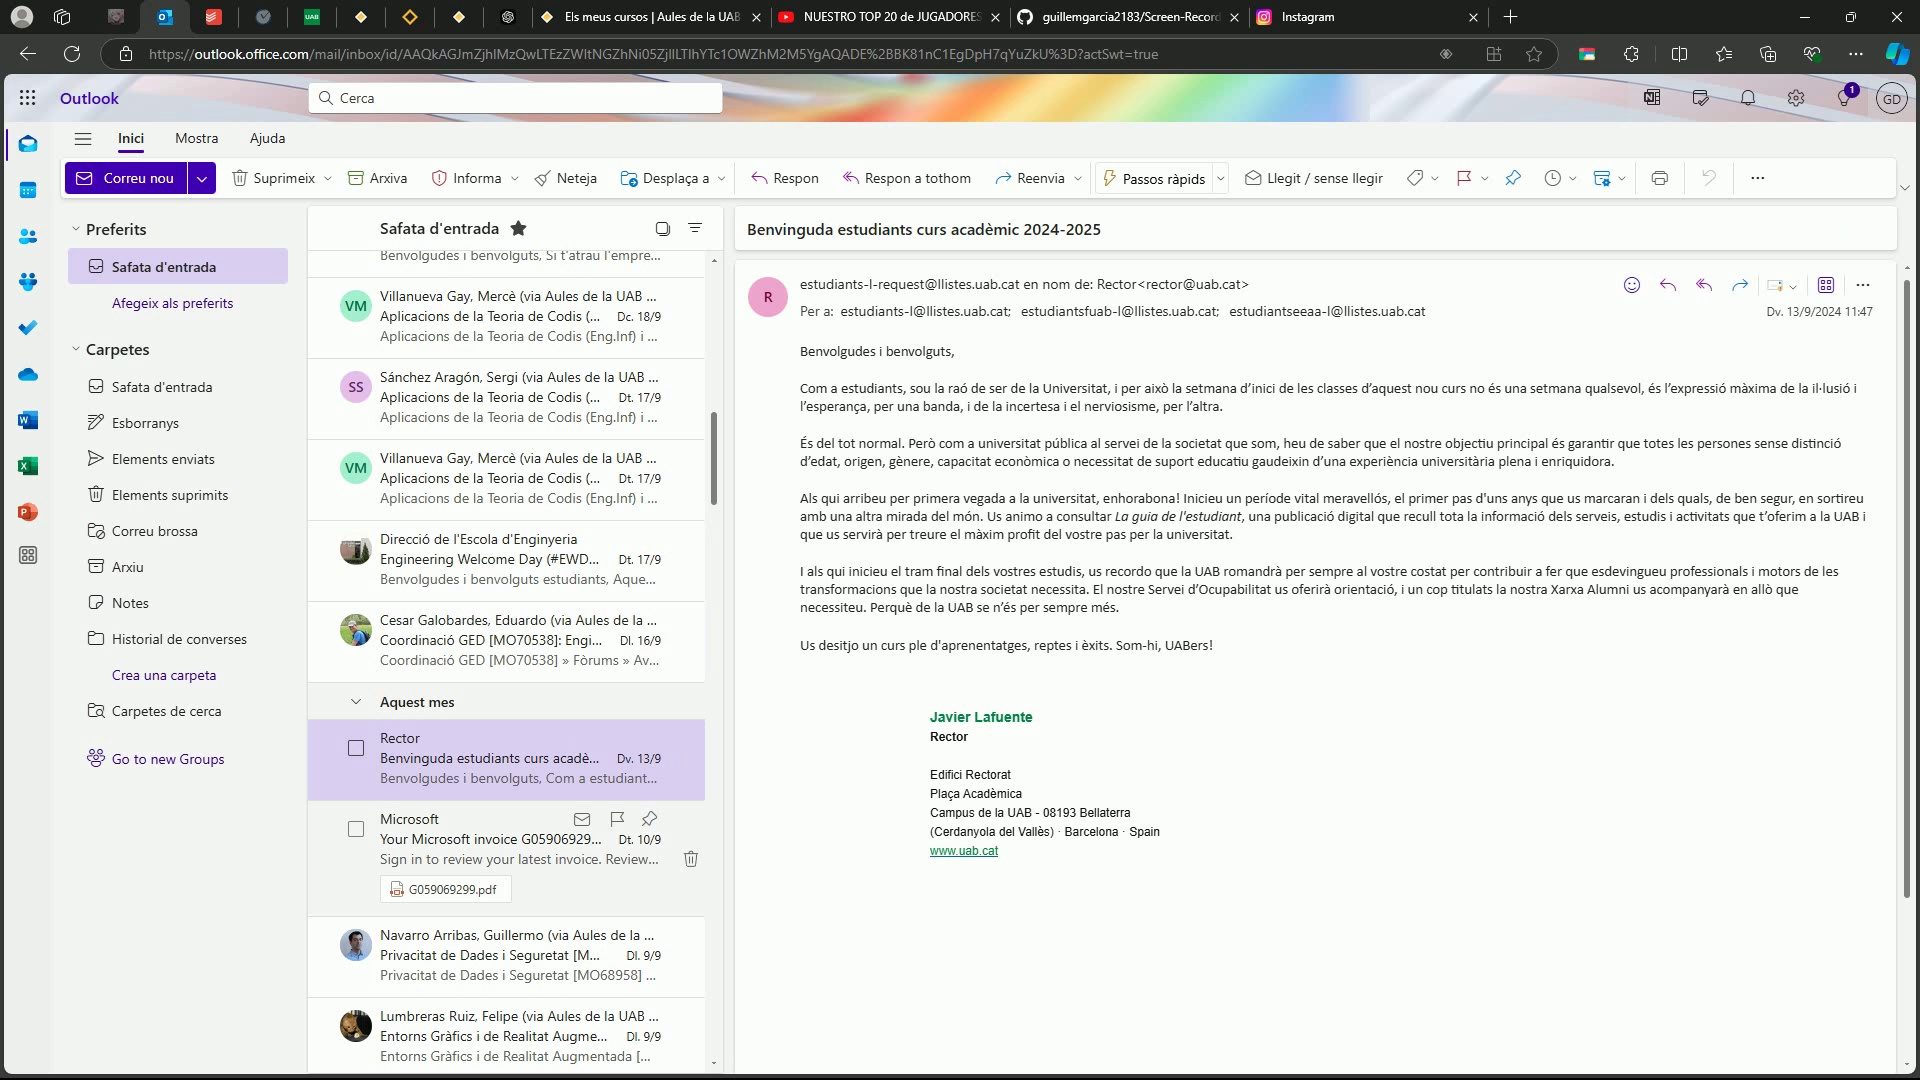 Els meus cursos | Aules de la UAB
NUESTRO TOP 20 de JUGADORES
guillemgarcia2183/Screen-Record
Instagram
Outlook
Cerca
1
GD
Inici
Mostra
Ajuda
Correu nou
Suprimeix
Arxiva
Informa
Neteja
Desplaça a
Respon
Respon a tothom
Reenvia
Passos ràpids
Llegit / sense llegir
Preferits
Safata d'entrada
Afegeix als preferits
Carpetes
Safata d'entrada
Esborranys
Elements enviats
Elements suprimits
Correu brossa
Arxiu
Notes
Historial de converses
Crea una carpeta
Carpetes de cerca
Go to new Groups
Safata d'entrada
Benvolgudes i benvolguts, Si t'atrau l'empre...
VM
Villanueva Gay, Mercè (via Aules de la UAB ...
Aplicacions de la Teoria de Codis (... Dc. 18/9
Aplicacions de la Teoria de Codis (Eng.Inf) i ...
SS
Sánchez Aragón, Sergi (via Aules de la UAB ...
Aplicacions de la Teoria de Codis (... Dt. 17/9
Aplicacions de la Teoria de Codis (Eng.Inf) i ...
VM
Villanueva Gay, Mercè (via Aules de la UAB ...
Aplicacions de la Teoria de Codis (... Dt. 17/9
Aplicacions de la Teoria de Codis (Eng.Inf) i ...
Direcció de l'Escola d'Enginyeria
Engineering Welcome Day (#EWD... Dt. 17/9
Benvolgudes i benvolguts estudiants, Aque...
Cesar Galobardes, Eduardo (via Aules de la ...
Coordinació GED [MO70538]: Engi... Dl. 16/9
Coordinació GED [MO70538] » Fòrums » Av...
Aquest mes
Rector
Benvinguda estudiants curs acadè... Dv. 13/9
Benvolgudes i benvolguts, Com a estudiant...
Microsoft
Your Microsoft invoice G05906929... Dt. 10/9
Sign in to review your latest invoice. Review...
G059069299.pdf
Navarro Arribas, Guillermo (via Aules de la ...
Privacitat de Dades i Seguretat [M... Dl. 9/9
Privacitat de Dades i Seguretat [MO68958] ...
Lumbreras Ruiz, Felipe (via Aules de la UAB ...
Entorns Gràfics i de Realitat Augme... Dl. 9/9
Entorns Gràfics i de Realitat Augmentada [...
Benvinguda estudiants curs acadèmic 2024-2025
R
estudiants-l-request@llistes.uab.cat en nom de: Rector<rector@uab.cat>
Per a: estudiants-l@llistes.uab.cat; estudiantsfuab-l@llistes.uab.cat; estudiantseeaa-l@llistes.uab.cat
Dv. 13/9/2024 11:47
Benvolgudes i benvolguts,
Com a estudiants, sou la raó de ser de la Universitat, i per això la setmana d’inici de les classes d’aquest nou curs no és una setmana qualsevol, és l’expressió màxima de la il·lusió i
l’esperança, per una banda, i de la incertesa i el nerviosisme, per l’altra.
És del tot normal. Però com a universitat pública al servei de la societat que som, heu de saber que el nostre objectiu principal és garantir que totes les persones sense distinció
d’edat, origen, gènere, capacitat econòmica o necessitat de suport educatiu gaudeixin d’una experiència universitària plena i enriquidora.
Als qui arribeu per primera vegada a la universitat, enhorabona! Inicieu un període vital meravellós, el primer pas d'uns anys que us marcaran i dels quals, de ben segur, en sortireu
amb una altra mirada del món. Us animo a consultar La guia de l'estudiant, una publicació digital que recull tota la informació dels serveis, estudis i activitats que t’oferim a la UAB i
que us servirà per treure el màxim profit del vostre pas per la universitat.
I als qui inicieu el tram final dels vostres estudis, us recordo que la UAB romandrà per sempre al vostre costat per contribuir a fer que esdevingueu professionals i motors de les
transformacions que la nostra societat necessita. El nostre Servei d’Ocupabilitat us oferirà orientació, i un cop titulats la nostra Xarxa Alumni us acompanyarà en allò que
necessiteu. Perquè de la UAB se n’és per sempre més.
Us desitjo un curs ple d'aprenentatges, reptes i èxits. Som-hi, UABers!
Javier Lafuente
Rector
Edifici Rectorat
Plaça Acadèmica
Campus de la UAB - 08193 Bellaterra
(Cerdanyola del Vallès) · Barcelona · Spain
www.uab.cat